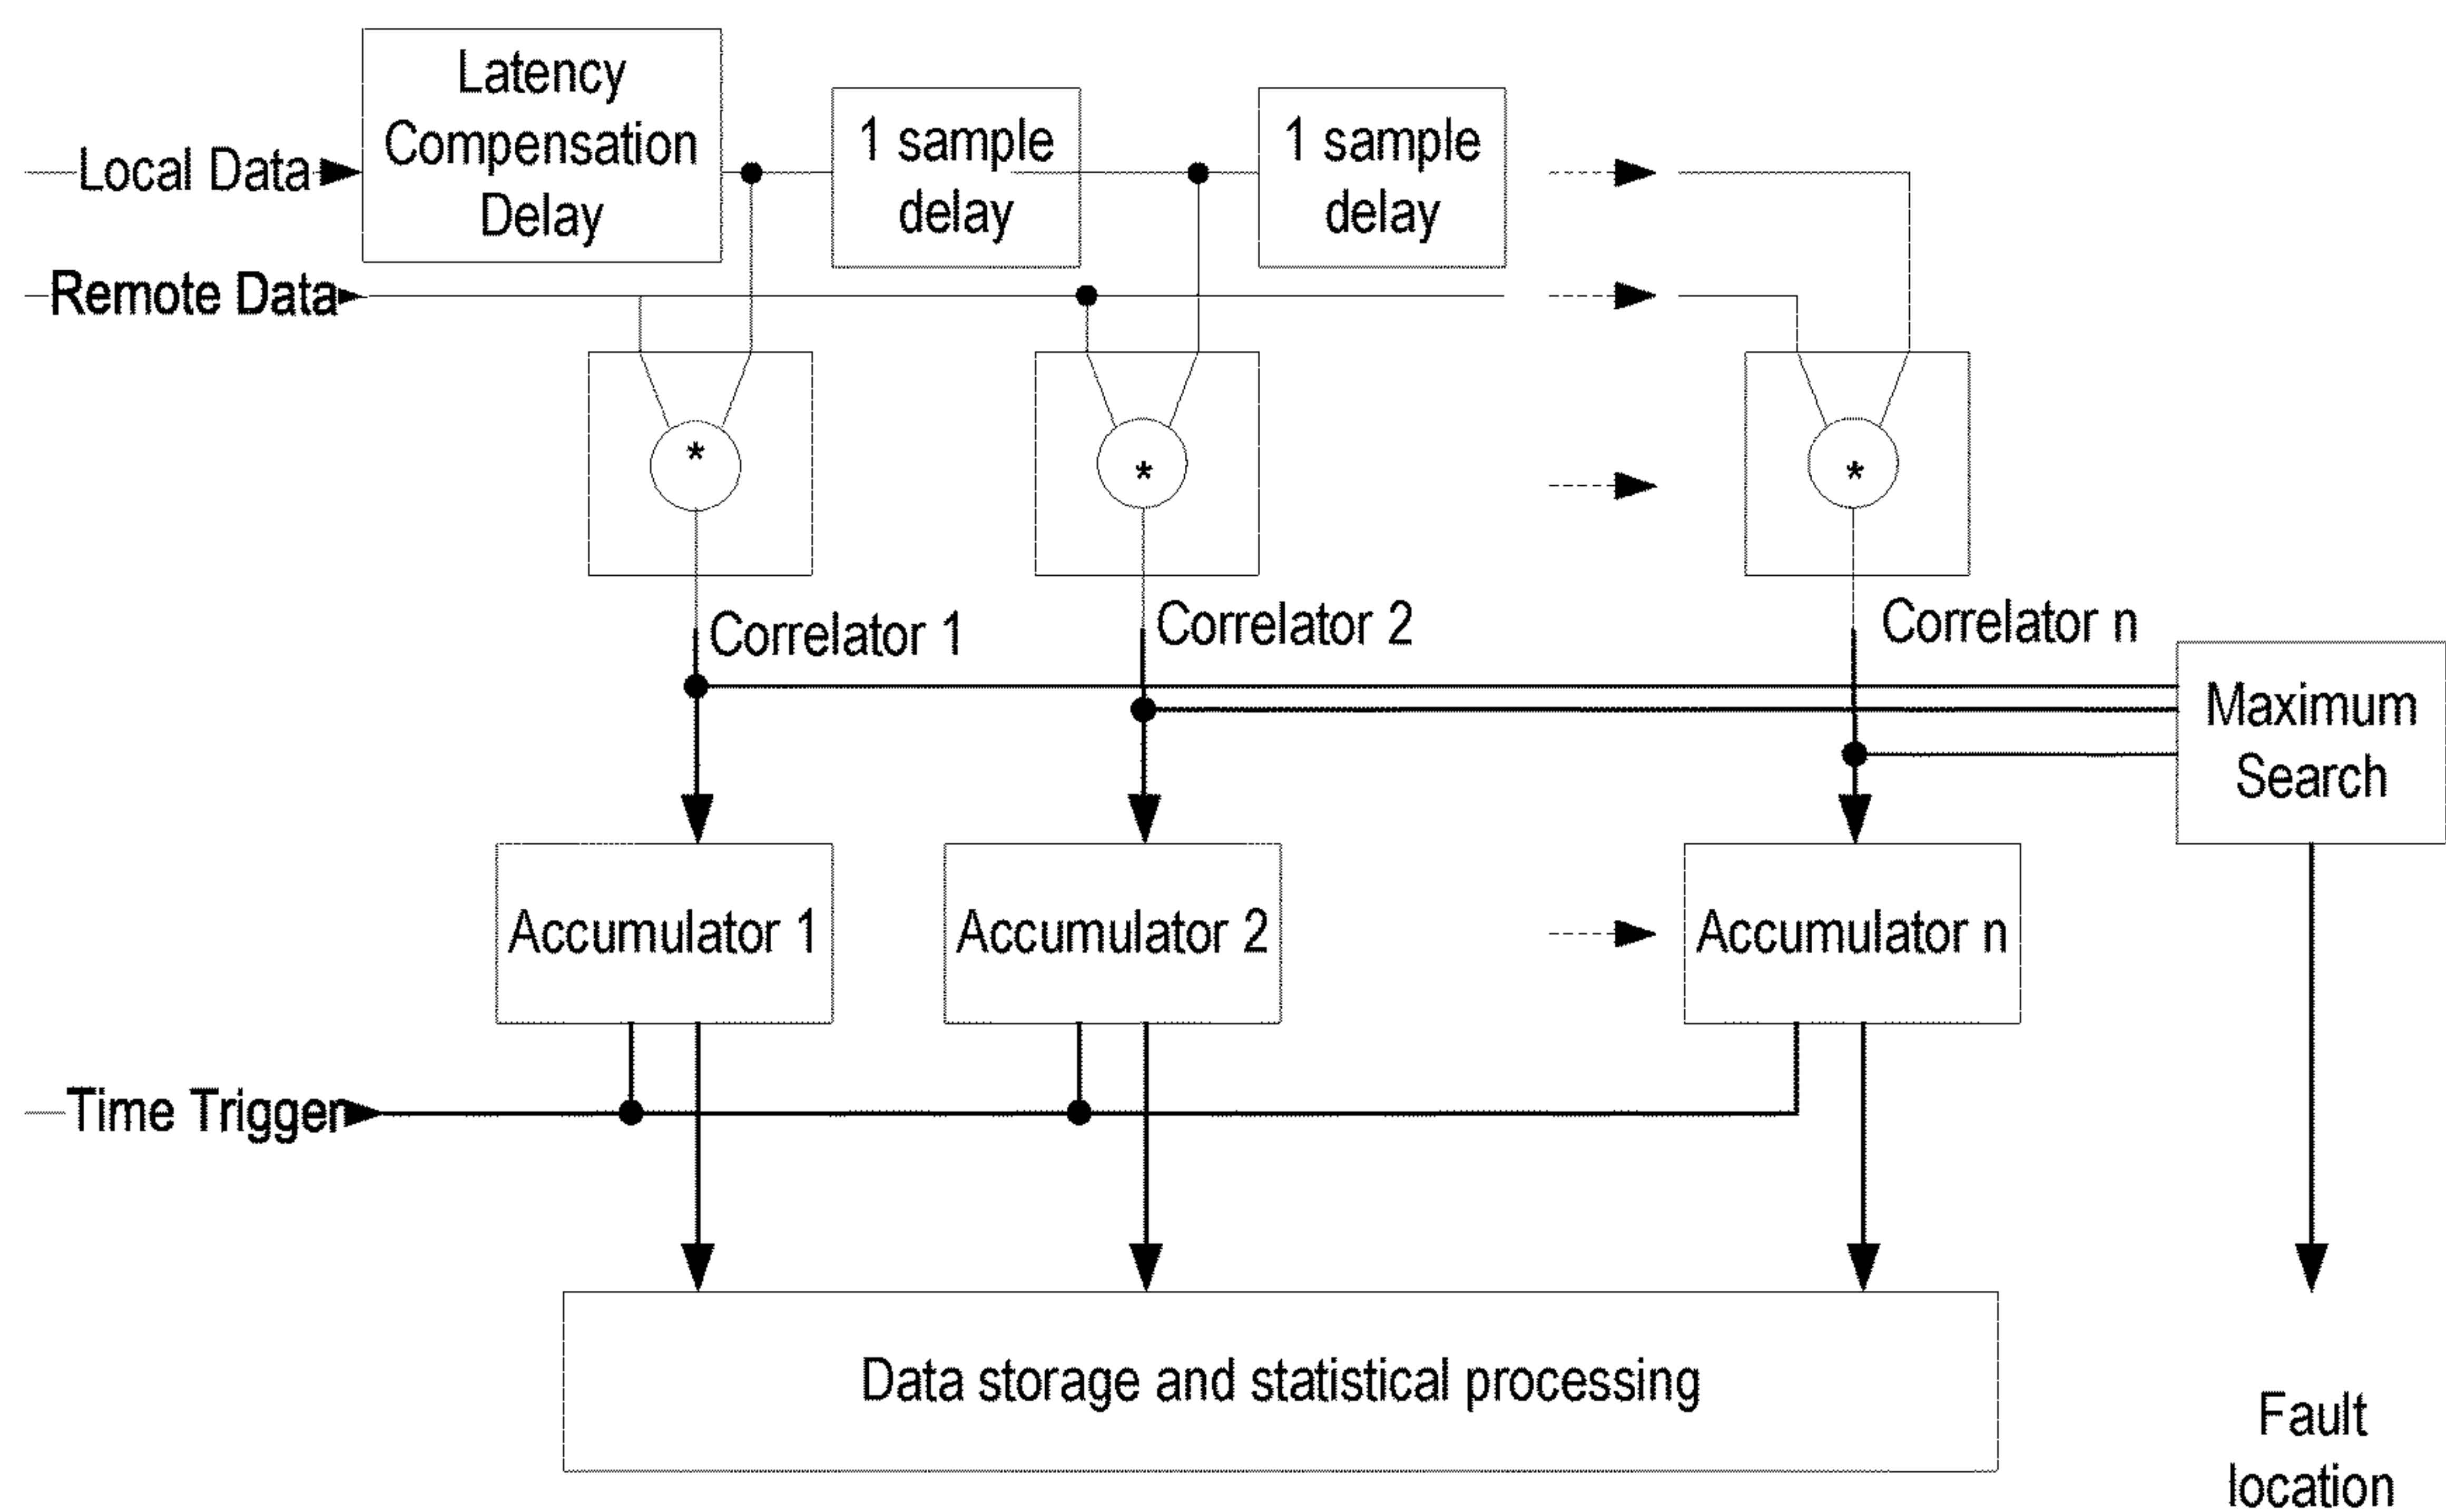 Latency
Compensation
Delay
1 sample
delay
1 sample
delay
Local Data
Remote Data
*
*
*
Correlator 1
Correlator 2
Correlator n
Maximum
Search
Accumulator 1
Accumulator 2
Accumulator n
Time Trigger
Data storage and statistical processing
Fault
location